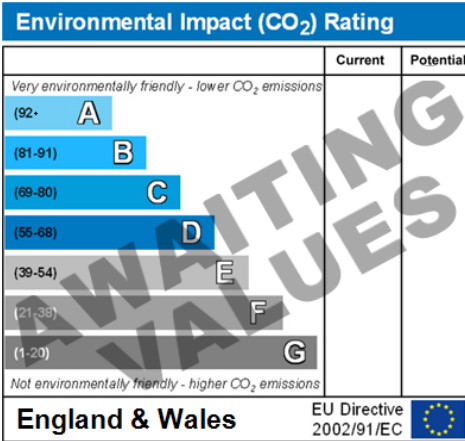 Environmental Impact (CO2) Rating
Current Potential
Very environmentally friendly - lower CO2 emissions
(92+ A
(81-91) B
(69-80) C
(55-68) D
(39-54) E
(21-38) F
(1-20) G
AWAITING
VALUES
Not environmentally friendly - higher CO2 emissions
England & Wales
EU Directive
2002/91/EC